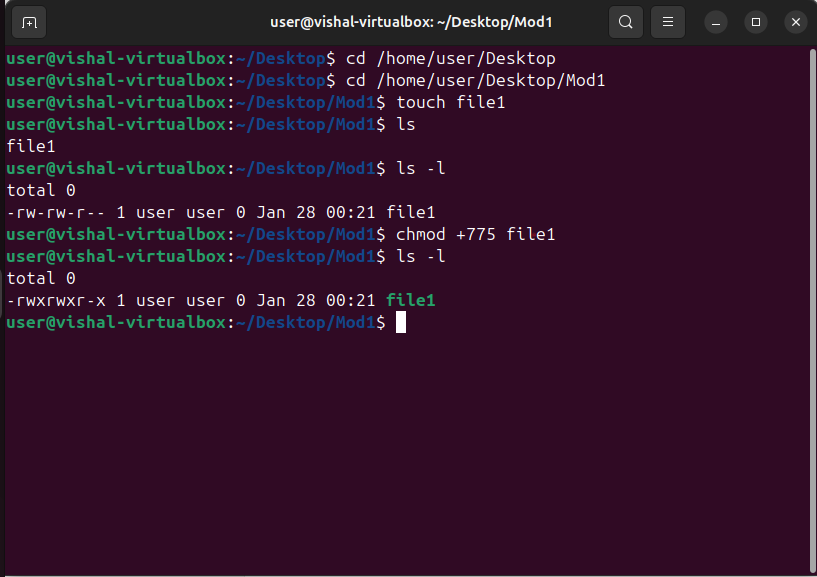 user@vishal-virtualbox: ~/Desktop/Mod1
user@vishal-virtualbox:~/Desktop$ cd /home/user/Desktop
user@vishal-virtualbox:~/Desktop$ cd /home/user/Desktop/Mod1
user@vishal-virtualbox:~/Desktop/Mod1$ touch file1
user@vishal-virtualbox:~/Desktop/Mod1$ ls
file1
user@vishal-virtualbox:~/Desktop/Mod1$ ls -l
total 0
-rw-rw-r-- 1 user user 0 Jan 28 00:21 file1
user@vishal-virtualbox:~/Desktop/Mod1$ chmod +775 file1
user@vishal-virtualbox:~/Desktop/Mod1$ ls -l
total 0
-rwxrwxr-x 1 user user 0 Jan 28 00:21 file1
user@vishal-virtualbox:~/Desktop/Mod1$